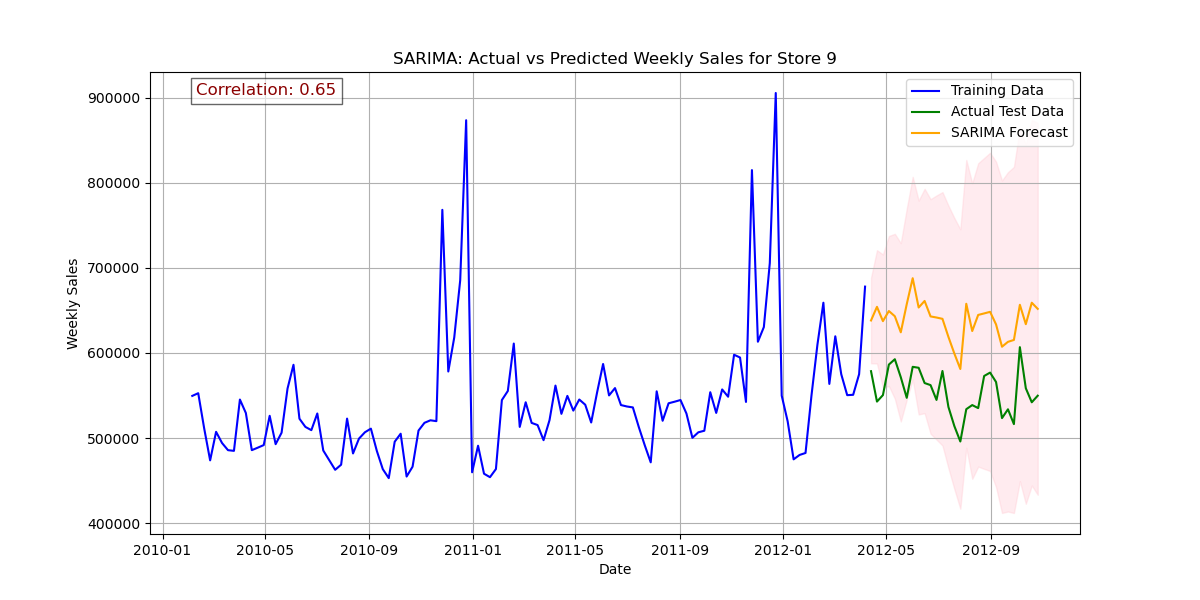 SARIMA: Actual vs Predicted Weekly Sales for Store 9
Correlation: 0.65
Training Data
Actual Test Data
SARIMA Forecast
900000
800000
700000
600000
500000
400000
Weekly Sales
2010-01 2010-05 2010-09 2011-01 2011-05 2011-09 2012-01 2012-05 2012-09
Date